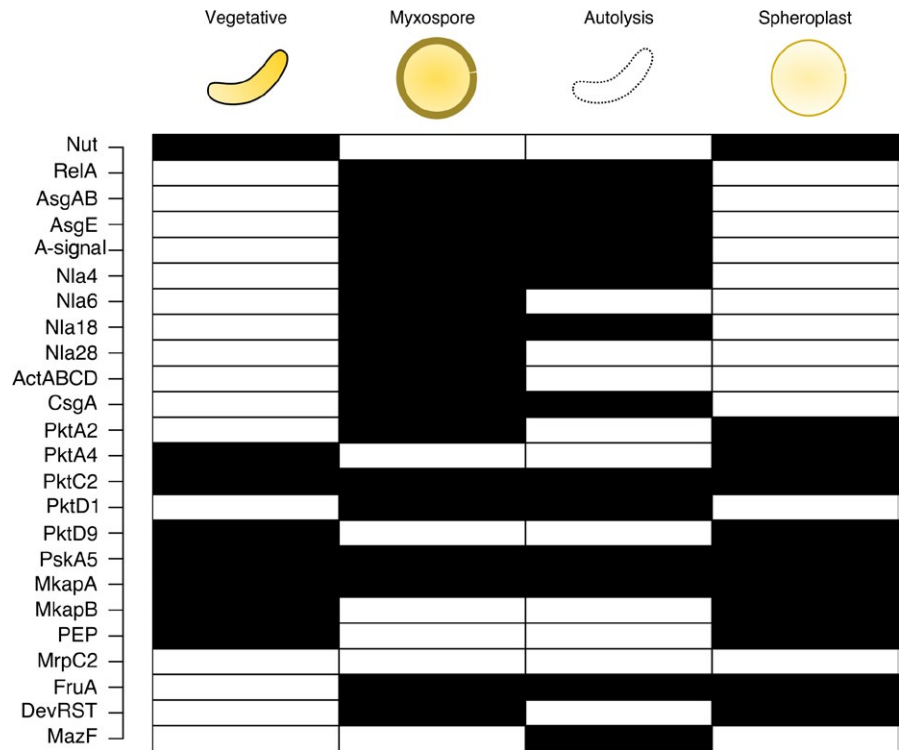 Vegetative Myxospore Autolysis Spheroplast
Nut
RelA
AsgAB
AsgE
A-signal
Nla4
Nla6
Nla18
Nla28
ActABCD
CsgA
PktA2
PktA4
PktC2
PktD1
PktD9
PskA5
MkapA
MkapB
PEP
MrpC2
FruA
DevRST
MazF